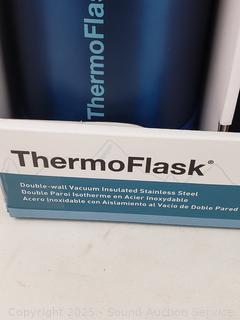 ThermoFlask
ThermoFlask®
Double-wall Vacuum Insulated Stainless Steel
Double Paroi Isotherme en Acier Inoxydable
Acero Inoxidable con Aislamiento al Vacío de Doble Pared
Copyright 2025 - Sound Auction Service